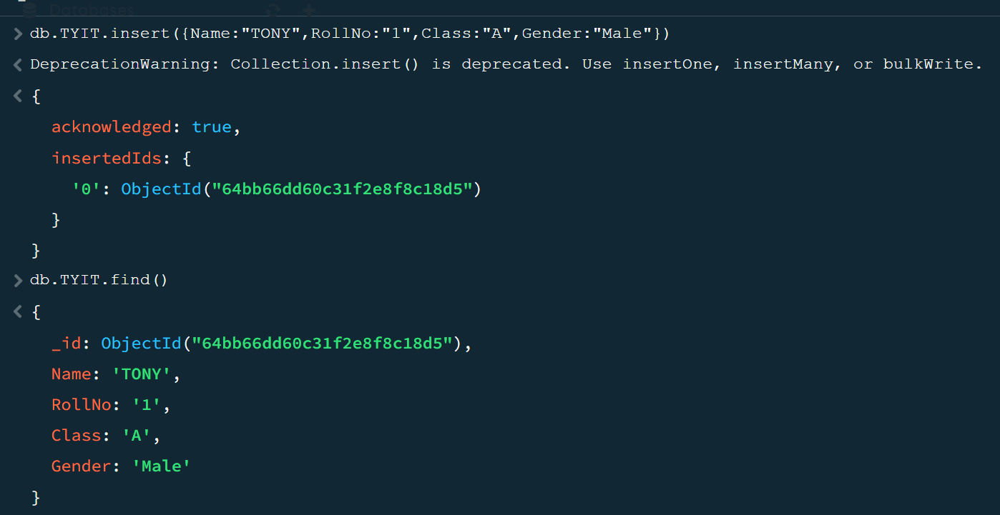 Databases
> db.TYIT.insert({Name:"TONY",RollNo:"1",Class:"A",Gender:"Male"})
< DeprecationWarning: Collection.insert() is deprecated. Use insertOne, insertMany, or bulkWrite.
< {
acknowledged: true,
insertedIds: {
'0': ObjectId("64bb66dd60c31f2e8f8c18d5")
}
}
> db.TYIT.find()
< {
_id: ObjectId("64bb66dd60c31f2e8f8c18d5"),
Name: 'TONY',
RollNo: '1',
Class: 'A',
Gender: 'Male'
}